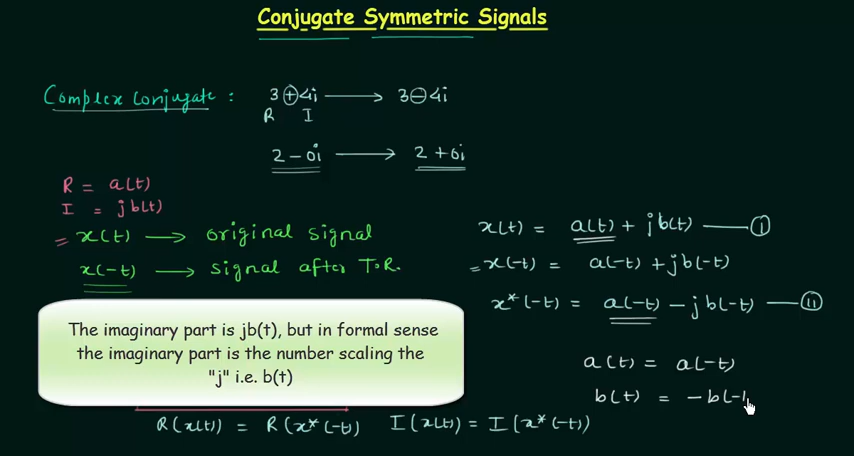 Conjugate Symmetric Signals
Complex Conjugate : 3 ⊕ 4i ⟶ 3 ⊖ 4i
R I
2 − 0i ⟶ 2 + 0i
R = a(t)
I = jb(t)
= x(t) ⟶ original signal
x(−t) ⟶ signal after T.R.
x(t) = a(t) + jb(t) —— Ⓘ
= x(−t) = a(−t) + jb(−t)
x*(−t) = a(−t) − jb(−t) —— Ⓘⅰ
The imaginary part is jb(t), but in formal sense
the imaginary part is the number scaling the
"j" i.e. b(t)
a(t) = a(−t)
b(t) = −b(−
R(x(t)) = R(x*(−t)) I(x(t)) = I(x*(−t))